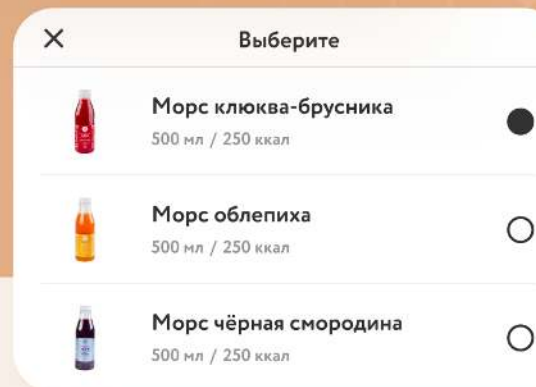 Выберите
Морс клюква-брусника
500 мл / 250 ккал
Морс облепиха
500 мл / 250 ккал
Морс чёрная смородина
500 мл / 250 ккал